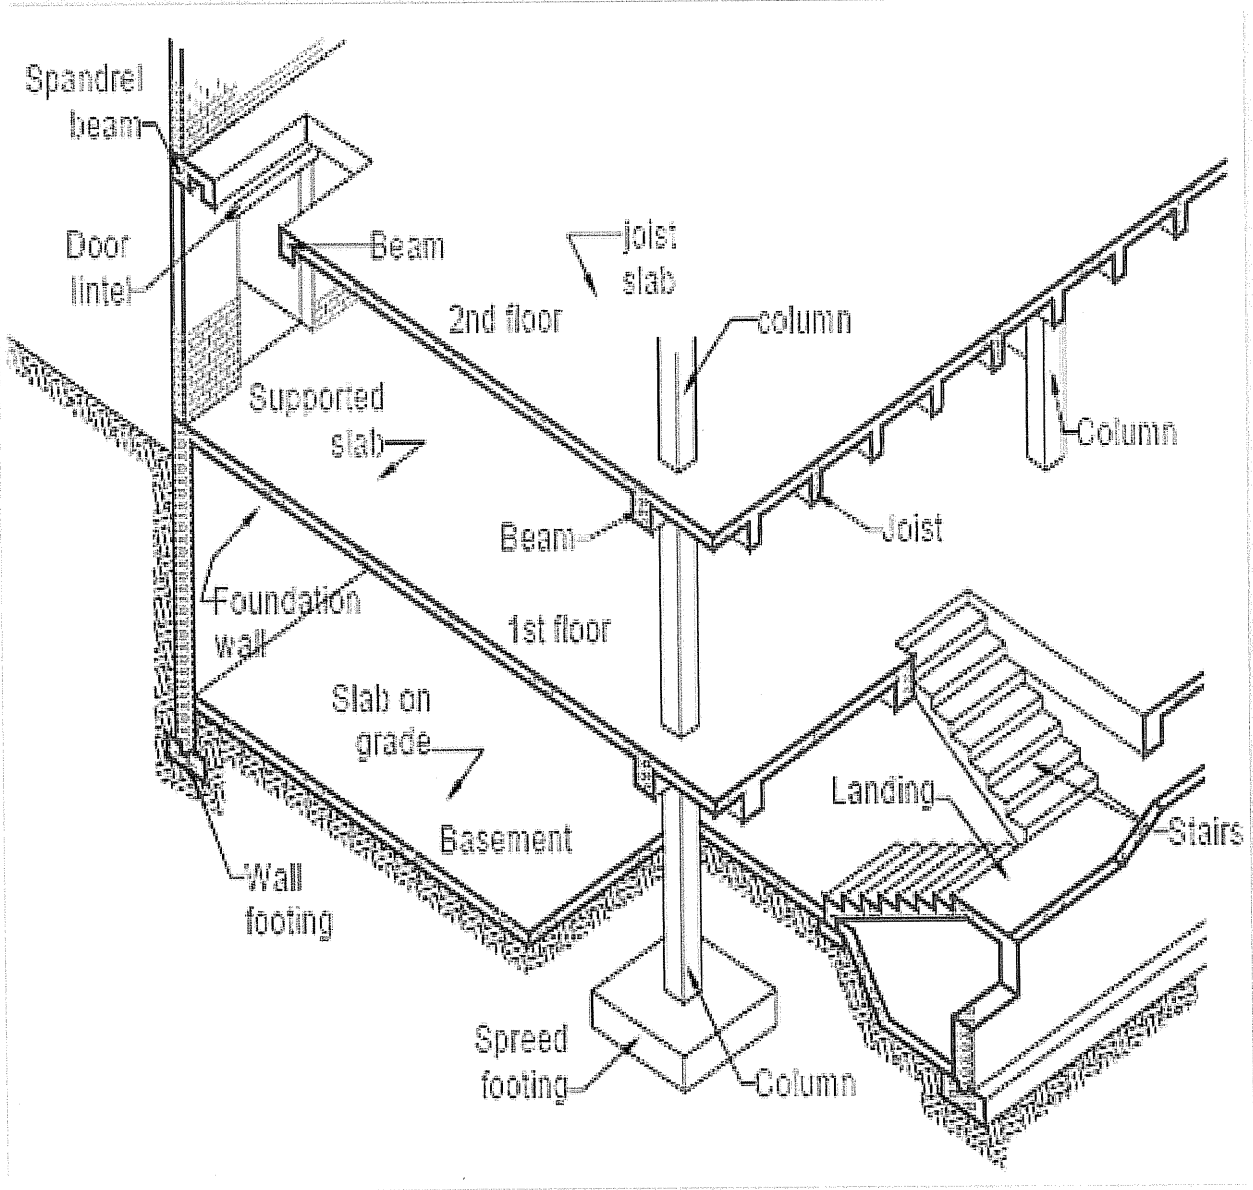 Spandrel
beam
Door
lintel
Beam
joist
slab
2nd floor
column
Supported
slab
Column
Beam
Joist
Foundation
wall
1st floor
Slab on
grade
Landing
Stairs
Basement
Wall
footing
Spreed
footing
Column